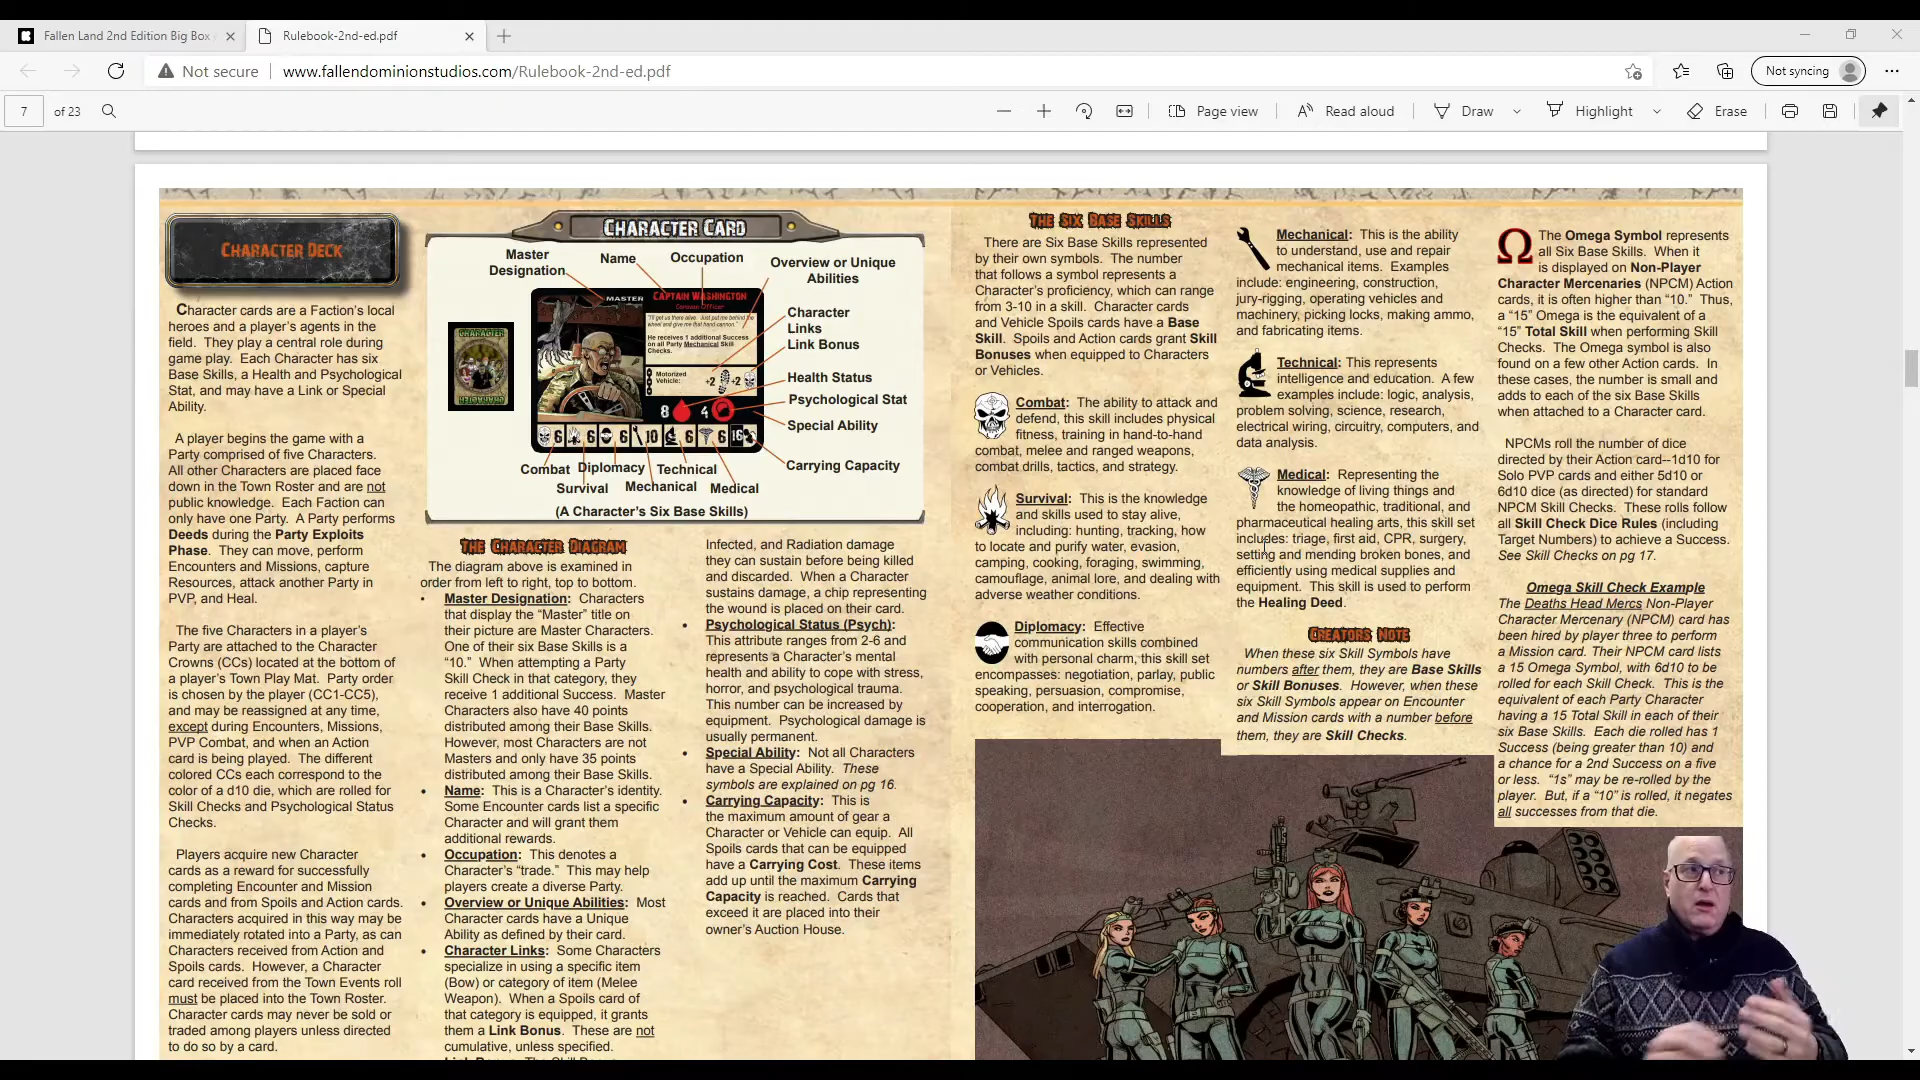 Fallen Land 2nd Edition Big Box
Rulebook-2nd-ed.pdf
Not secure
www.fallendominionstudios.com/Rulebook-2nd-ed.pdf
Not syncing
7
of 23
Page view
Read aloud
Draw
Highlight
Erase
CHARACTER DECK
Character cards are a Faction's local
heroes and a player's agents in the
field. They play a central role during
game play. Each Character has six
Base Skills, a Health and Psychological
Stat, and may have a Link or Special
Ability.
A player begins the game with a
Party comprised of five Characters.
All other Characters are placed face
down in the Town Roster and are not
public knowledge. Each Faction can
only have one Party. A Party performs
Deeds during the Party Exploits
Phase. They can move, perform
Encounters and Missions, capture
Resources, attack another Party in
PVP, and Heal.
The five Characters in a player's
Party are attached to the Character
Crowns (CCs) located at the bottom of
a player's Town Play Mat. Party order
is chosen by the player (CC1-CC5),
and may be reassigned at any time,
except during Encounters, Missions,
PVP Combat, and when an Action
card is being played. The different
colored CCs each correspond to the
color of a d10 die, which are rolled for
Skill Checks and Psychological Status
Checks.
Players acquire new Character
cards as a reward for successfully
completing Encounter and Mission
cards and from Spoils and Action cards.
Characters acquired in this way may be
immediately rotated into a Party, as can
Characters received from Action and
Spoils cards. However, a Character
card received from the Town Events roll
must be placed into the Town Roster.
Character cards may never be sold or
traded among players unless directed
to do so by a card.
CHARACTER CARD
Master
Designation
Name
Occupation
Overview or Unique
Abilities
Character
Links
Link Bonus
Health Status
Psychological Stat
Special Ability
Carrying Capacity
CHARACTER
MASTER
CAPTAIN WASHINGTON
Caravan Officer
"I'll get us there alive. Just put me behind the
wheel and give me that hand-cannon."
He receives 1 additional Success
on all Party Mechanical Skill
Checks.
Motorized
Vehicle:
+2 +2
8 4
6 6 6 10 6 6 16
Combat Diplomacy Technical
Survival Mechanical Medical
(A Character's Six Base Skills)
THE CHARACTER DIAGRAM
The diagram above is examined in
order from left to right, top to bottom.
• Master Designation: Characters
that display the "Master" title on
their picture are Master Characters.
One of their six Base Skills is a
"10." When attempting a Party
Skill Check in that category, they
receive 1 additional Success. Master
Characters also have 40 points
distributed among their Base Skills.
However, most Characters are not
Masters and only have 35 points
distributed among their Base Skills.
• Name: This is a Character's identity.
Some Encounter cards list a specific
Character and will grant them
additional rewards.
• Occupation: This denotes a
Character's "trade." This may help
players create a diverse Party.
• Overview or Unique Abilities: Most
Character cards have a Unique
Ability as defined by their card.
• Character Links: Some Characters
specialize in using a specific item
(Bow) or category of item (Melee
Weapon). When a Spoils card of
that category is equipped, it grants
them a Link Bonus. These are not
cumulative, unless specified.
Infected, and Radiation damage
they can sustain before being killed
and discarded. When a Character
sustains damage, a chip representing
the wound is placed on their card.
• Psychological Status (Psych):
This attribute ranges from 2-6 and
represents a Character's mental
health and ability to cope with stress,
horror, and psychological trauma.
This number can be increased by
equipment. Psychological damage is
usually permanent.
• Special Ability: Not all Characters
have a Special Ability. These
symbols are explained on pg 16.
• Carrying Capacity: This is
the maximum amount of gear a
Character or Vehicle can equip. All
Spoils cards that can be equipped
have a Carrying Cost. These items
add up until the maximum Carrying
Capacity is reached. Cards that
exceed it are placed into their
owner's Auction House.
THE SIX BASE SKILLS
There are Six Base Skills represented
by their own symbols. The number
that follows a symbol represents a
Character's proficiency, which can range
from 3-10 in a skill. Character cards
and Vehicle Spoils cards have a Base
Skill. Spoils and Action cards grant Skill
Bonuses when equipped to Characters
or Vehicles.
Combat: The ability to attack and
defend, this skill includes physical
fitness, training in hand-to-hand
combat, melee and ranged weapons,
combat drills, tactics, and strategy.
Survival: This is the knowledge
and skills used to stay alive,
including: hunting, tracking, how
to locate and purify water, evasion,
camping, cooking, foraging, swimming,
camouflage, animal lore, and dealing with
adverse weather conditions.
Diplomacy: Effective
communication skills combined
with personal charm, this skill set
encompasses: negotiation, parlay, public
speaking, persuasion, compromise,
cooperation, and interrogation.
Mechanical: This is the ability
to understand, use and repair
mechanical items. Examples
include: engineering, construction,
jury-rigging, operating vehicles and
machinery, picking locks, making ammo,
and fabricating items.
Technical: This represents
intelligence and education. A few
examples include: logic, analysis,
problem solving, science, research,
electrical wiring, circuitry, computers, and
data analysis.
Medical: Representing the
knowledge of living things and
the homeopathic, traditional, and
pharmaceutical healing arts, this skill set
includes: triage, first aid, CPR, surgery,
setting and mending broken bones, and
efficiently using medical supplies and
equipment. This skill is used to perform
the Healing Deed.
CREATORS NOTE
When these six Skill Symbols have
numbers after them, they are Base Skills
or Skill Bonuses. However, when these
six Skill Symbols appear on Encounter
and Mission cards with a number before
them, they are Skill Checks.
Ω The Omega Symbol represents
all Six Base Skills. When it
is displayed on Non-Player
Character Mercenaries (NPCM) Action
cards, it is often higher than "10." Thus,
a "15" Omega is the equivalent of a
"15" Total Skill when performing Skill
Checks. The Omega symbol is also
found on a few other Action cards. In
these cases, the number is small and
adds to each of the six Base Skills
when attached to a Character card.
NPCMs roll the number of dice
directed by their Action card--1d10 for
Solo PVP cards and either 5d10 or
6d10 dice (as directed) for standard
NPCM Skill Checks. These rolls follow
all Skill Check Dice Rules (including
Target Numbers) to achieve a Success.
See Skill Checks on pg 17.
Omega Skill Check Example
The Deaths Head Mercs Non-Player
Character Mercenary (NPCM) card has
been hired by player three to perform
a Mission card. Their NPCM card lists
a 15 Omega Symbol, with 6d10 to be
rolled for each Skill Check. This is the
equivalent of each Party Character
having a 15 Total Skill in each of their
six Base Skills. Each die rolled has 1
Success (being greater than 10) and
a chance for a 2nd Success on a five
or less. "1s" may be re-rolled by the
player. But, if a "10" is rolled, it negates
all successes from that die.